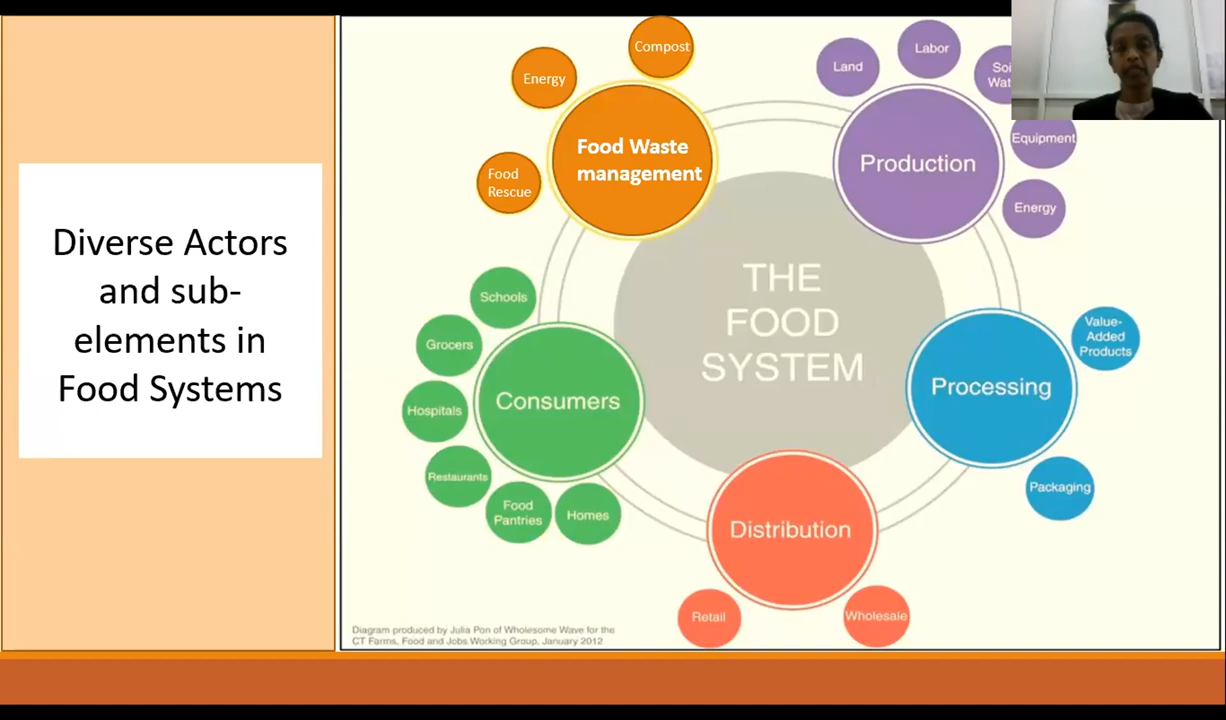 Diverse Actors
and sub-
elements in
Food Systems
Compost
Energy
Food Waste
management
Food
Rescue
Labor
Land
Production
Equipment
Energy
THE
FOOD
SYSTEM
Schools
Grocers
Consumers
Hospitals
Restaurants
Food
Pantries
Homes
Value-
Added
Products
Processing
Packaging
Distribution
Retail
Wholesale
Diagram produced by Julia Pon of Wholesome Wave for the
CT Farms, Food and Jobs Working Group, January 2012